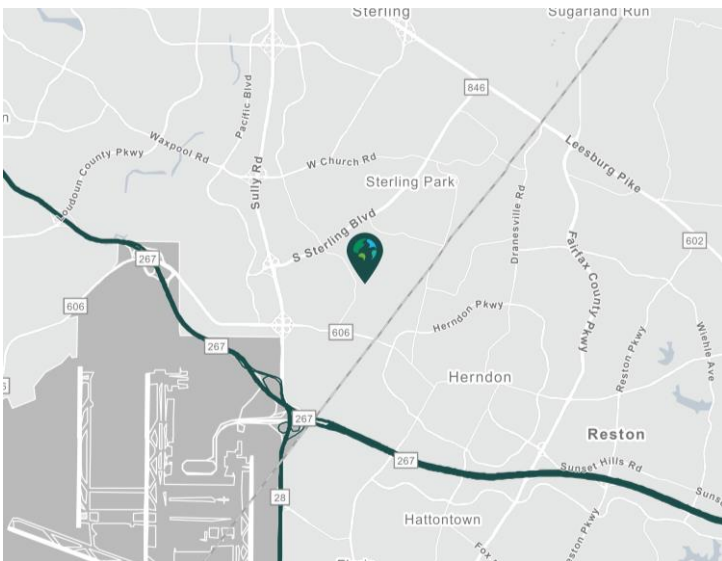 Sterling
Sugarland Run
846
Pacific Blvd
Waxpool Rd
Loudoun County Pkwy
W Church Rd
Leesburg Pike
Sterling Park
Sully Rd
Dranesville Rd
S Sterling Blvd
602
267
Fairfax County Pkwy
606
606
Herndon Pkwy
267
Reston Pkwy
Wiehle Ave
Herndon
267
Reston
267
Sunset Hills Rd
28
Hattontown
Fox